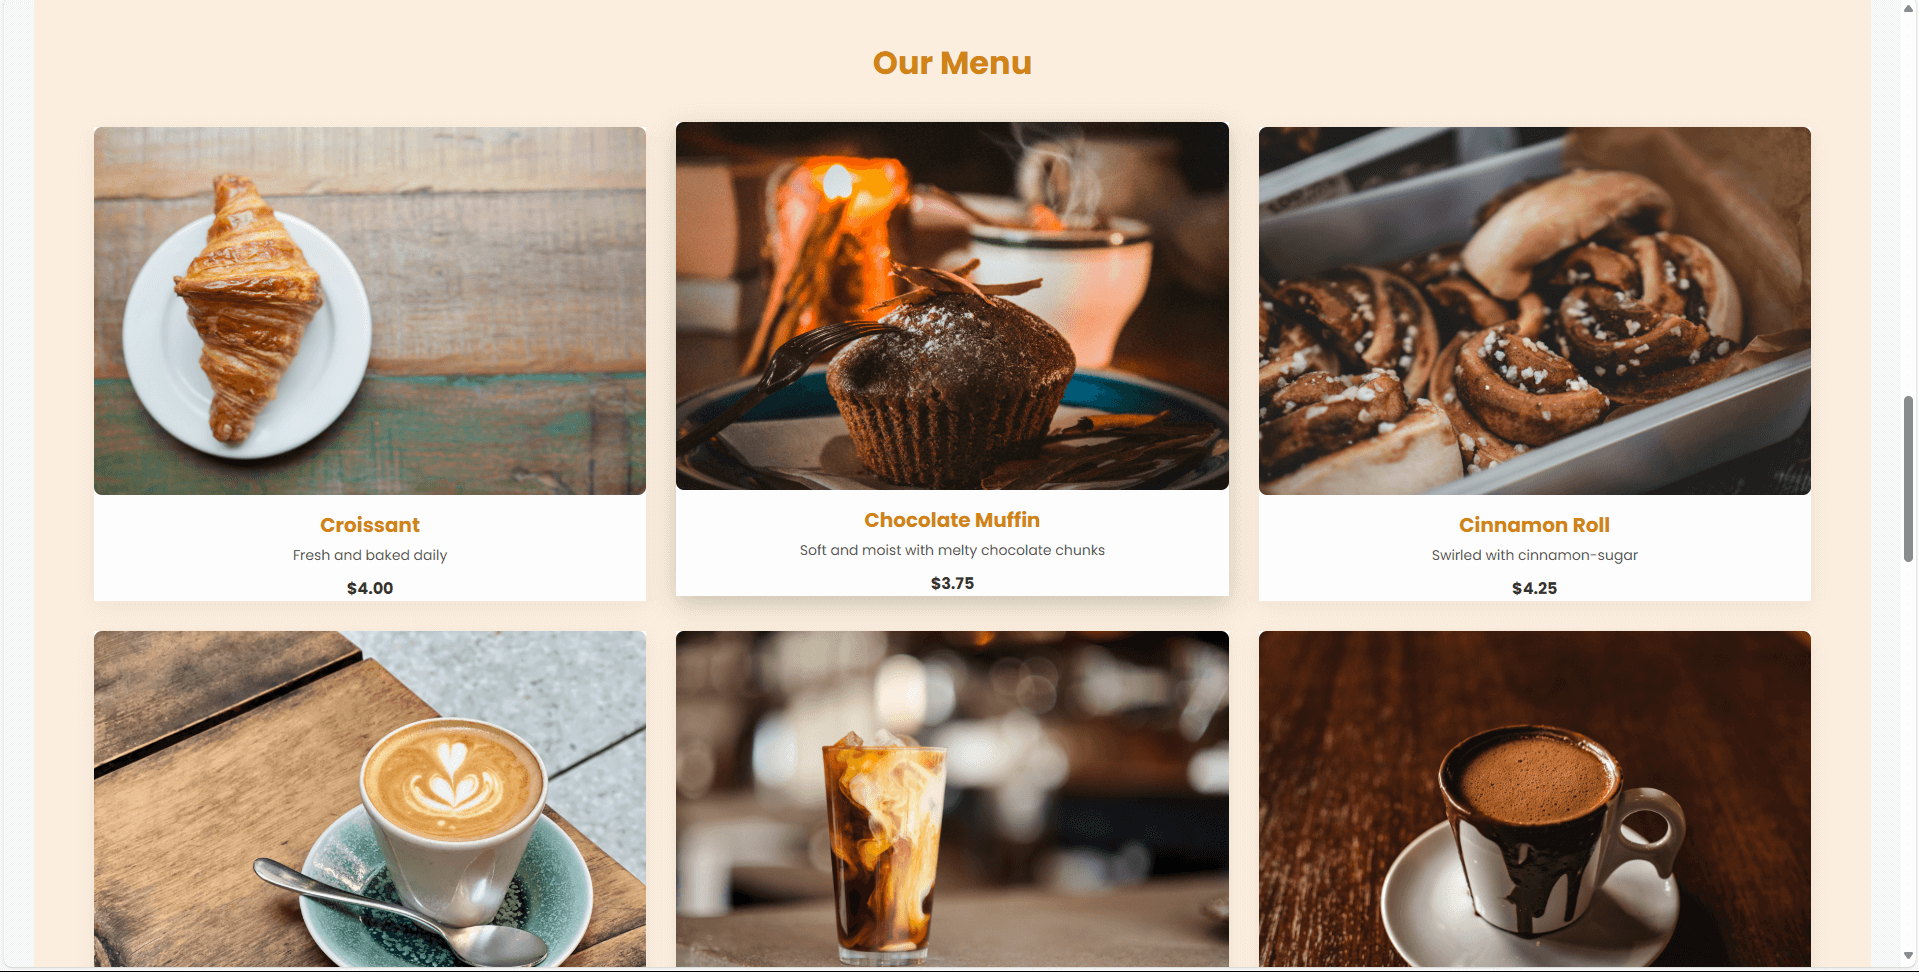 Our Menu
Croissant
Fresh and baked daily
$4.00
Chocolate Muffin
Soft and moist with melty chocolate chunks
$3.75
Cinnamon Roll
Swirled with cinnamon-sugar
$4.25